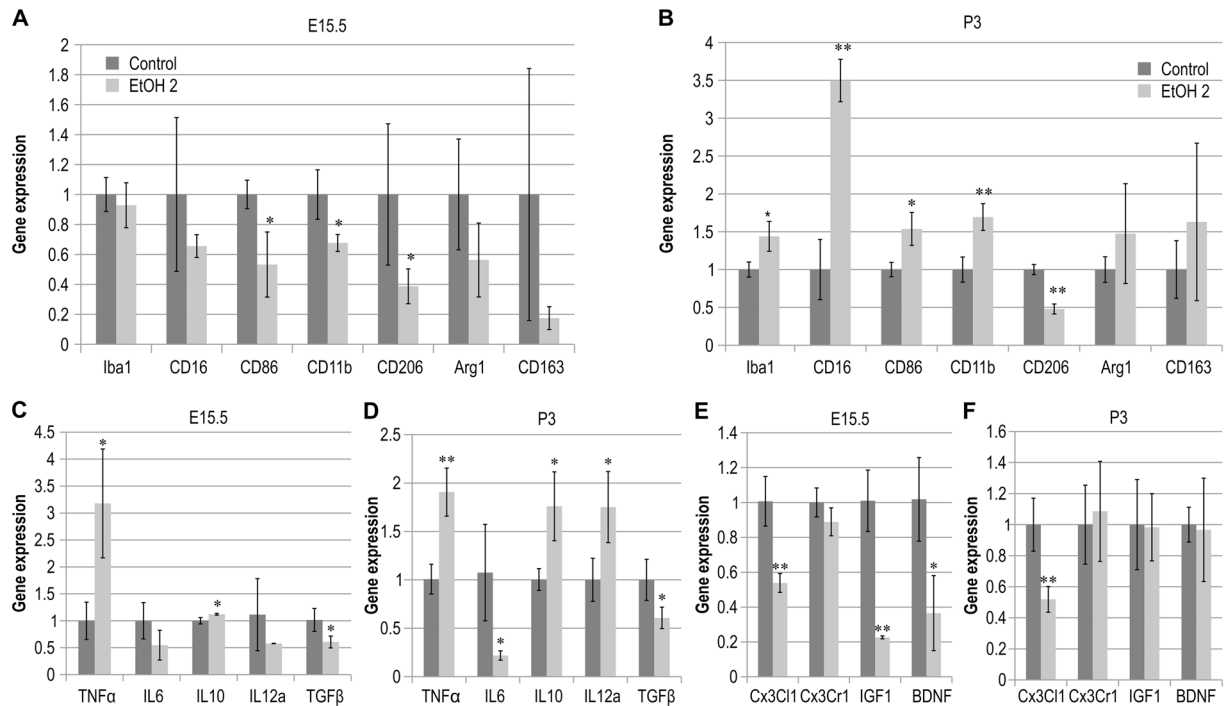 A
E15.5
Gene expression
2
1.8
1.6
1.4
1.2
1
0.8
0.6
0.4
0.2
0
Control
EtOH 2
*
*
*
Iba1 CD16 CD86 CD11b CD206 Arg1 CD163
B
P3
Gene expression
4
3.5
3
2.5
2
1.5
1
0.5
0
Control
EtOH 2
*
**
*
**
**
Iba1 CD16 CD86 CD11b CD206 Arg1 CD163
C
E15.5
Gene expression
4.5
4
3.5
3
2.5
2
1.5
1
0.5
0
*
*
*
TNFα IL6 IL10 IL12a TGFβ
D
P3
Gene expression
2.5
2
1.5
1
0.5
0
**
*
*
*
*
TNFα IL6 IL10 IL12a TGFβ
E
E15.5
Gene expression
1.4
1.2
1
0.8
0.6
0.4
0.2
0
**
**
*
Cx3Cl1 Cx3Cr1 IGF1 BDNF
F
P3
Gene expression
1.6
1.4
1.2
1
0.8
0.6
0.4
0.2
0
**
Cx3Cl1 Cx3Cr1 IGF1 BDNF